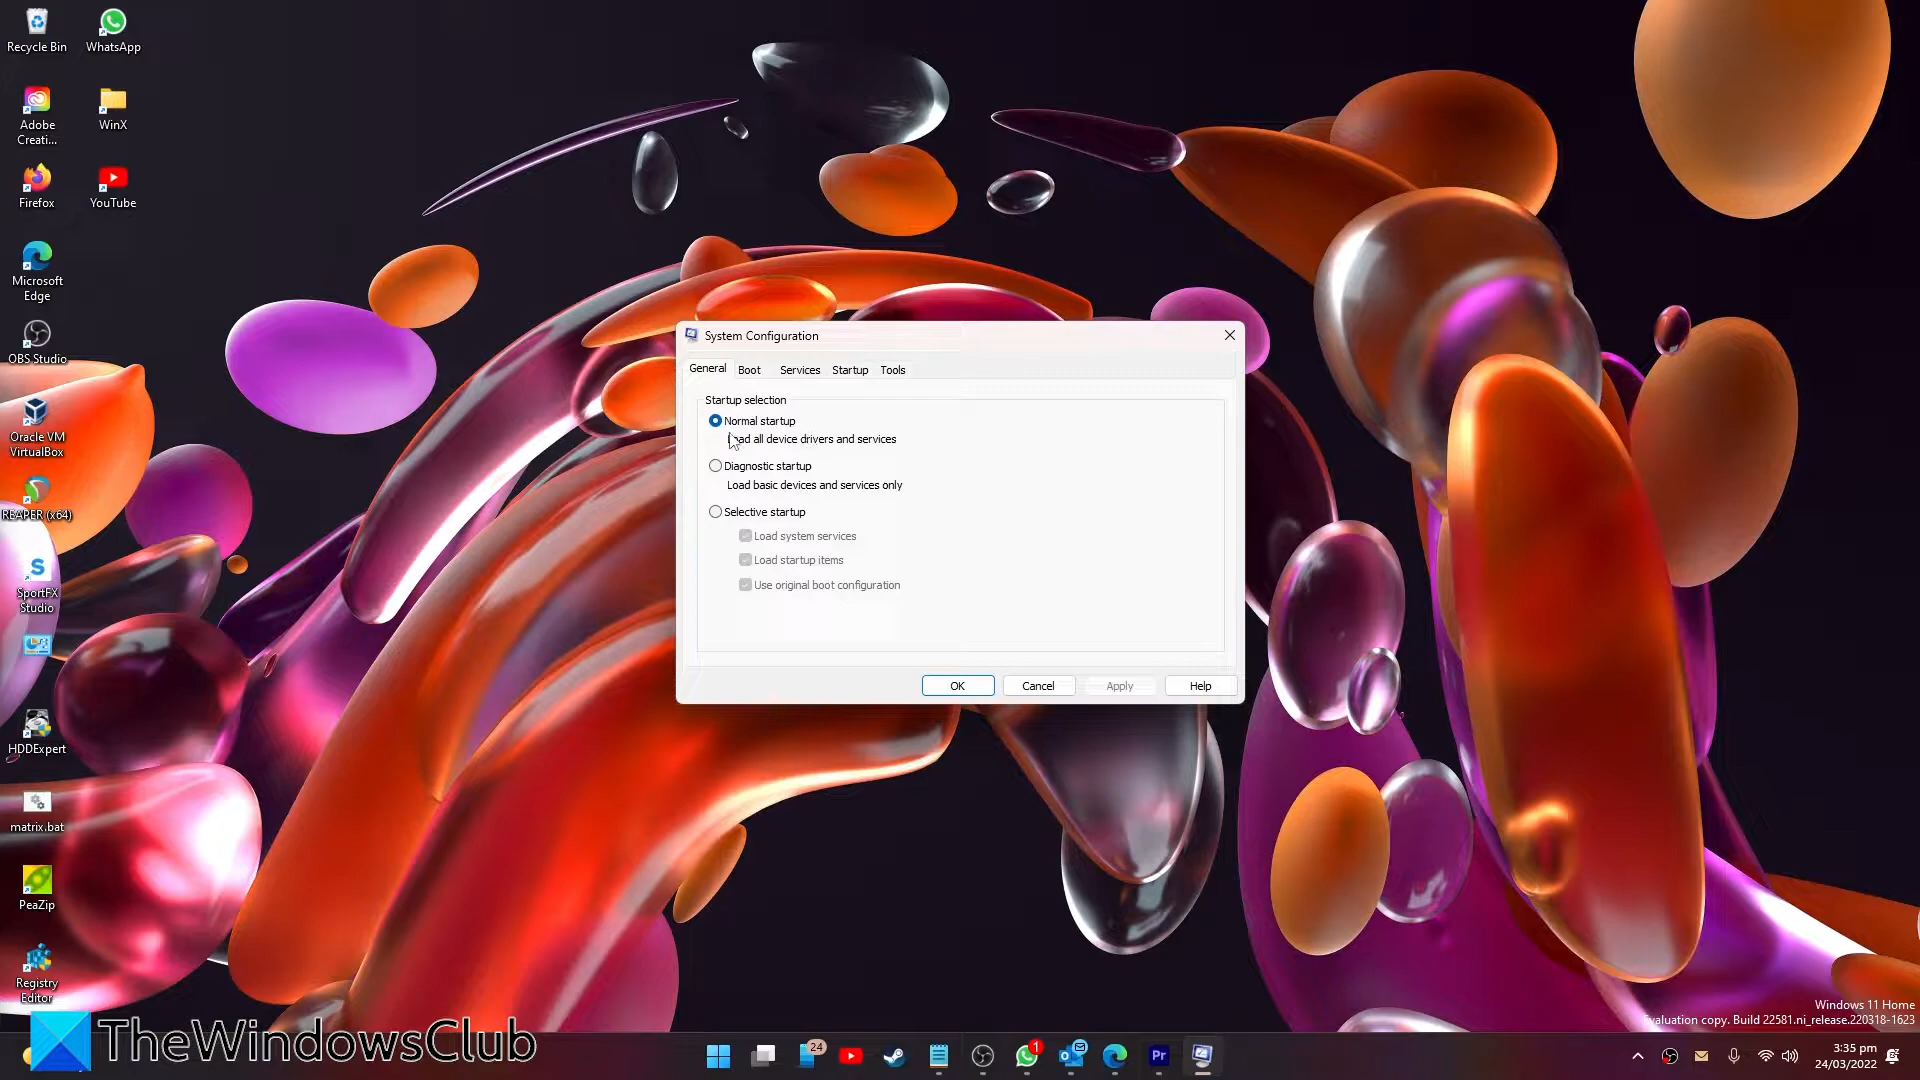 Recycle Bin
WhatsApp
Adobe
Creati...
WinX
Firefox
YouTube
Microsoft
Edge
OBS Studio
Oracle VM
VirtualBox
REAPER (x64)
S
SportFX
Studio
HDDExpert
matrix.bat
PeaZip
Registry
Editor
System Configuration
General
Boot
Services
Startup
Tools
Startup selection
Normal startup
Load all device drivers and services
Diagnostic startup
Load basic devices and services only
Selective startup
Load system services
Load startup items
Use original boot configuration
OK
Cancel
Apply
Help
Windows 11 Home
Evaluation copy. Build 22581.ni_release.220318-1623
TheWindowsClub
24
1
Pr
3:35 pm
24/03/2022